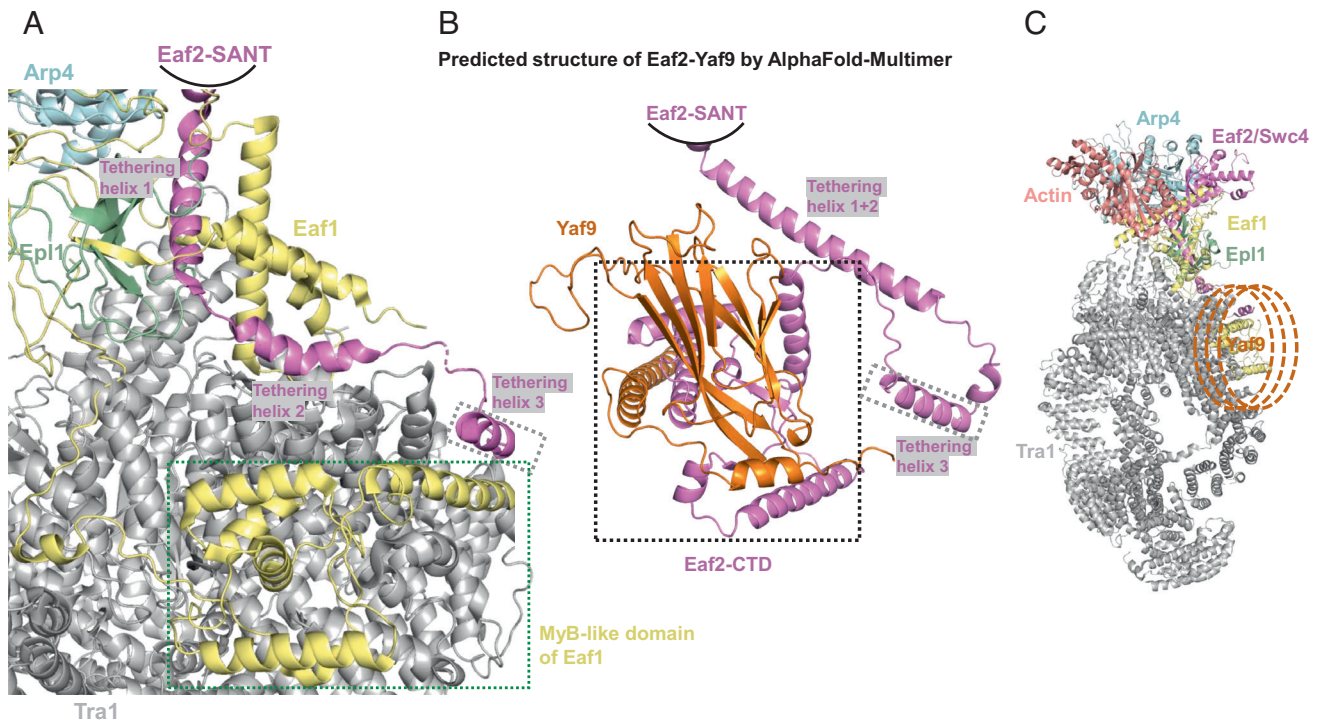 A
Eaf2-SANT
Arp4
Tethering
helix 1
Eaf1
Epl1
Tethering
helix 2
Tethering
helix 3
MyB-like domain
of Eaf1
Tra1
B
Predicted structure of Eaf2-Yaf9 by AlphaFold-Multimer
Eaf2-SANT
Tethering
helix 1+2
Yaf9
Tethering
helix 3
Eaf2-CTD
C
Arp4
Eaf2/Swc4
Actin
Eaf1
Epl1
Yaf9
Tra1